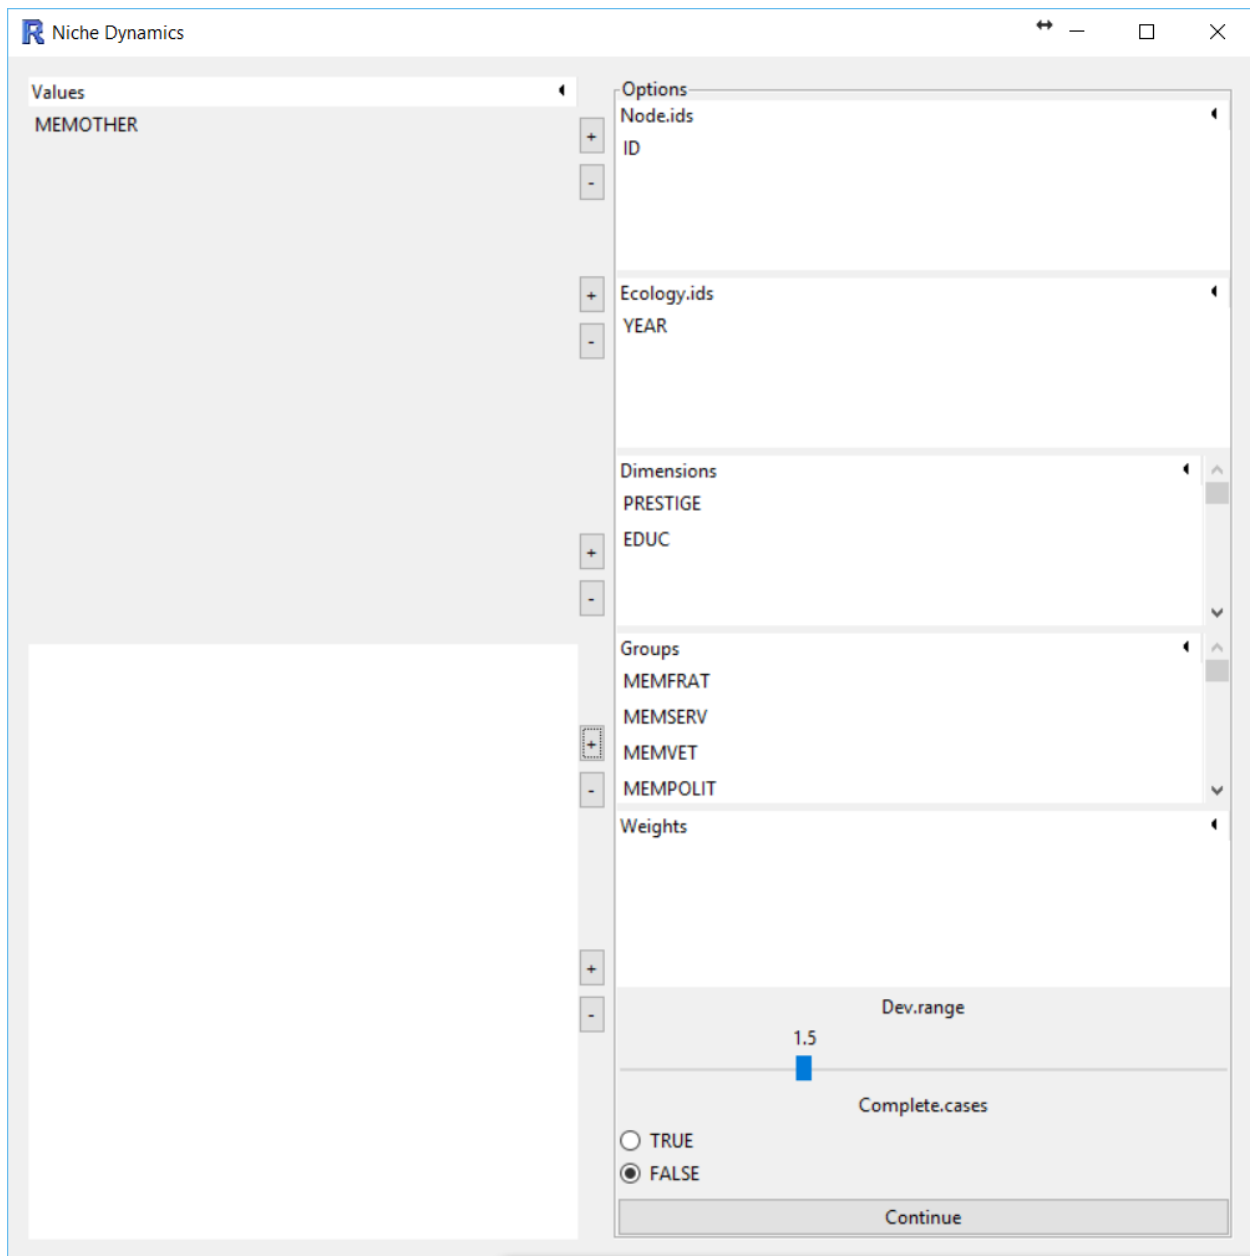 Niche Dynamics
Values
MEMOTHER
+
-
+
-
+
-
+
-
+
-
Options
Node.ids
ID
Ecology.ids
YEAR
Dimensions
PRESTIGE
EDUC
Groups
MEMFRAT
MEMSERV
MEMVET
MEMPOLIT
Weights
Dev.range
1.5
Complete.cases
TRUE
FALSE
Continue